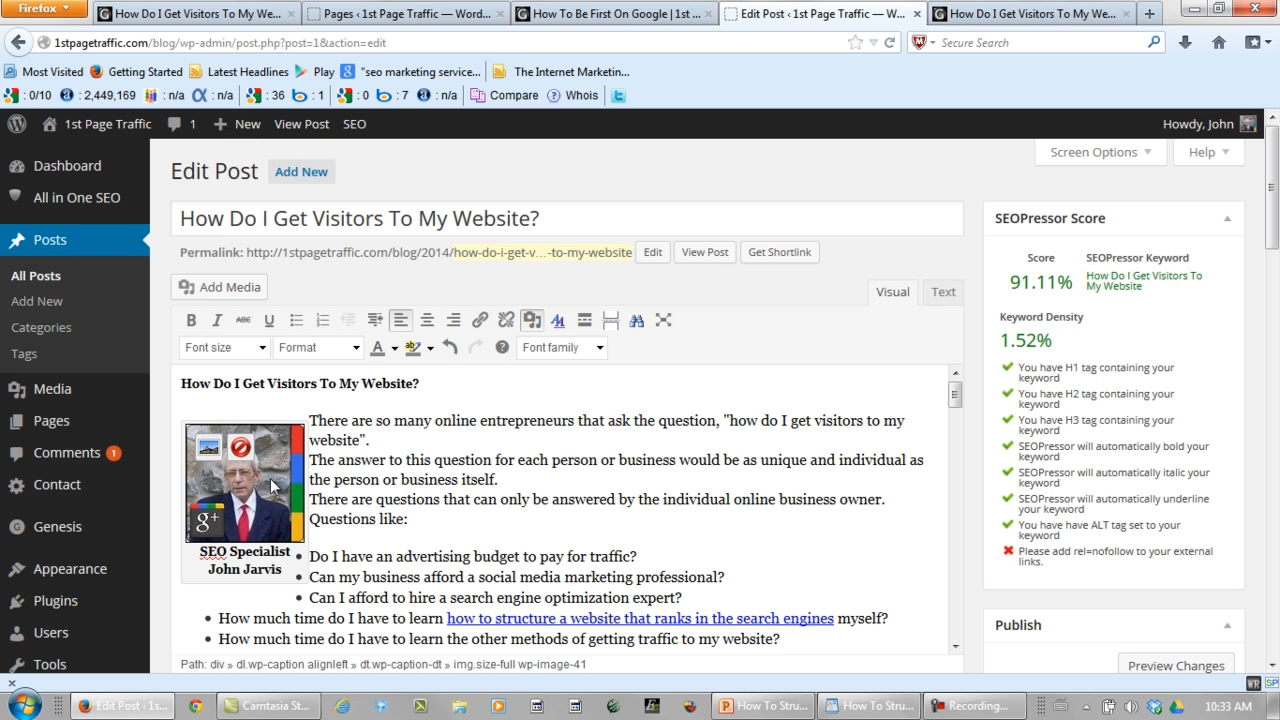 Firefox
How Do I Get Visitors To My We...
Pages ‹ 1st Page Traffic — Word...
How To Be First On Google | 1st ...
Edit Post ‹ 1st Page Traffic — W...
How Do I Get Visitors To My We...
1stpagetraffic.com/blog/wp-admin/post.php?post=1&action=edit
Secure Search
Most Visited
Getting Started
Latest Headlines
Play
"seo marketing service...
The Internet Marketin...
: 0/10
: 2,449,169
: n/a
: n/a
: 36
: 1
: 0
: 7
: n/a
Compare
Whois
1st Page Traffic
1
New
View Post
SEO
Howdy, John
Dashboard
All in One SEO
Posts
All Posts
Add New
Categories
Tags
Media
Pages
Comments 1
Contact
Genesis
Appearance
Plugins
Users
Tools
Edit Post
Add New
Screen Options
Help
How Do I Get Visitors To My Website?
Permalink: http://1stpagetraffic.com/blog/2014/how-do-i-get-v...-to-my-website
Edit
View Post
Get Shortlink
Add Media
Visual
Text
B I ABC U
Font size
Format
A
ab
Font family
How Do I Get Visitors To My Website?
There are so many online entrepreneurs that ask the question, "how do I get visitors to my
website".
The answer to this question for each person or business would be as unique and individual as
the person or business itself.
There are questions that can only be answered by the individual online business owner.
Questions like:
g+
SEO Specialist
John Jarvis
Do I have an advertising budget to pay for traffic?
Can my business afford a social media marketing professional?
Can I afford to hire a search engine optimization expert?
How much time do I have to learn how to structure a website that ranks in the search engines myself?
How much time do I have to learn the other methods of getting traffic to my website?
Path: div » dl.wp-caption alignleft » dt.wp-caption-dt » img.size-full wp-image-41
SEOPressor Score
Score
91.11%
SEOPressor Keyword
How Do I Get Visitors To
My Website
Keyword Density
1.52%
You have H1 tag containing your
keyword
You have H2 tag containing your
keyword
You have H3 tag containing your
keyword
SEOPressor will automatically bold your
keyword
SEOPressor will automatically italic your
keyword
SEOPressor will automatically underline
your keyword
You have have ALT tag set to your
keyword
Please add rel=nofollow to your external
links.
Publish
Preview Changes
WR
SP
Edit Post ‹ 1s...
Camtasia St...
How To Stru...
How To Stru...
Recording...
10:33 AM